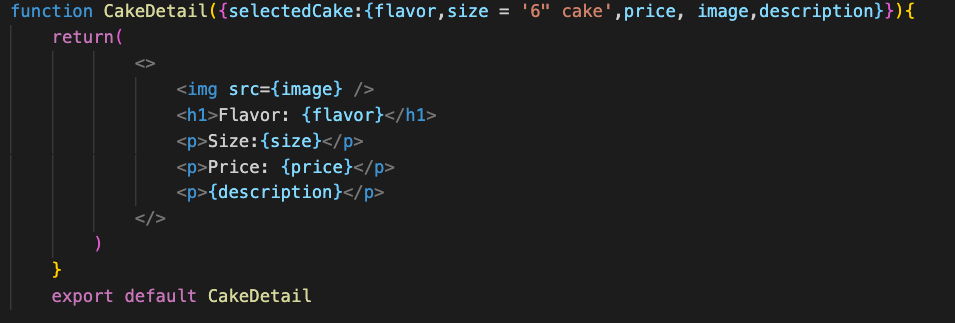 function CakeDetail({selectedCake:{flavor,size = '6" cake',price, image,description}}){
return(
<>
<img src={image} />
<h1>Flavor: {flavor}</h1>
<p>Size:{size}</p>
<p>Price: {price}</p>
<p>{description}</p>
</>
)
}
export default CakeDetail